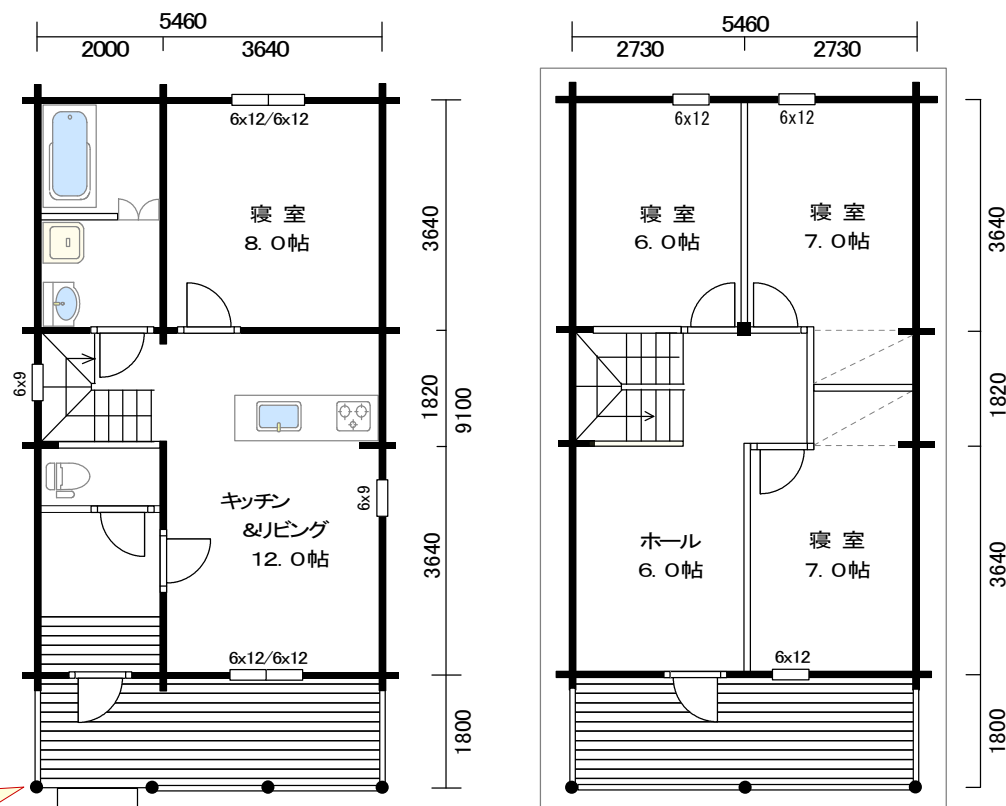 5460
2000
3640
6x12/6x12
寝 室
8. 0帖
3640
6x9
1820
9100
キッチン
&リビング
12. 0帖
6x9
3640
6x12/6x12
1800
5460
2730
2730
6x12
6x12
寝 室
6. 0帖
寝 室
7. 0帖
3640
1820
ホール
6. 0帖
寝 室
7. 0帖
3640
6x12
1800